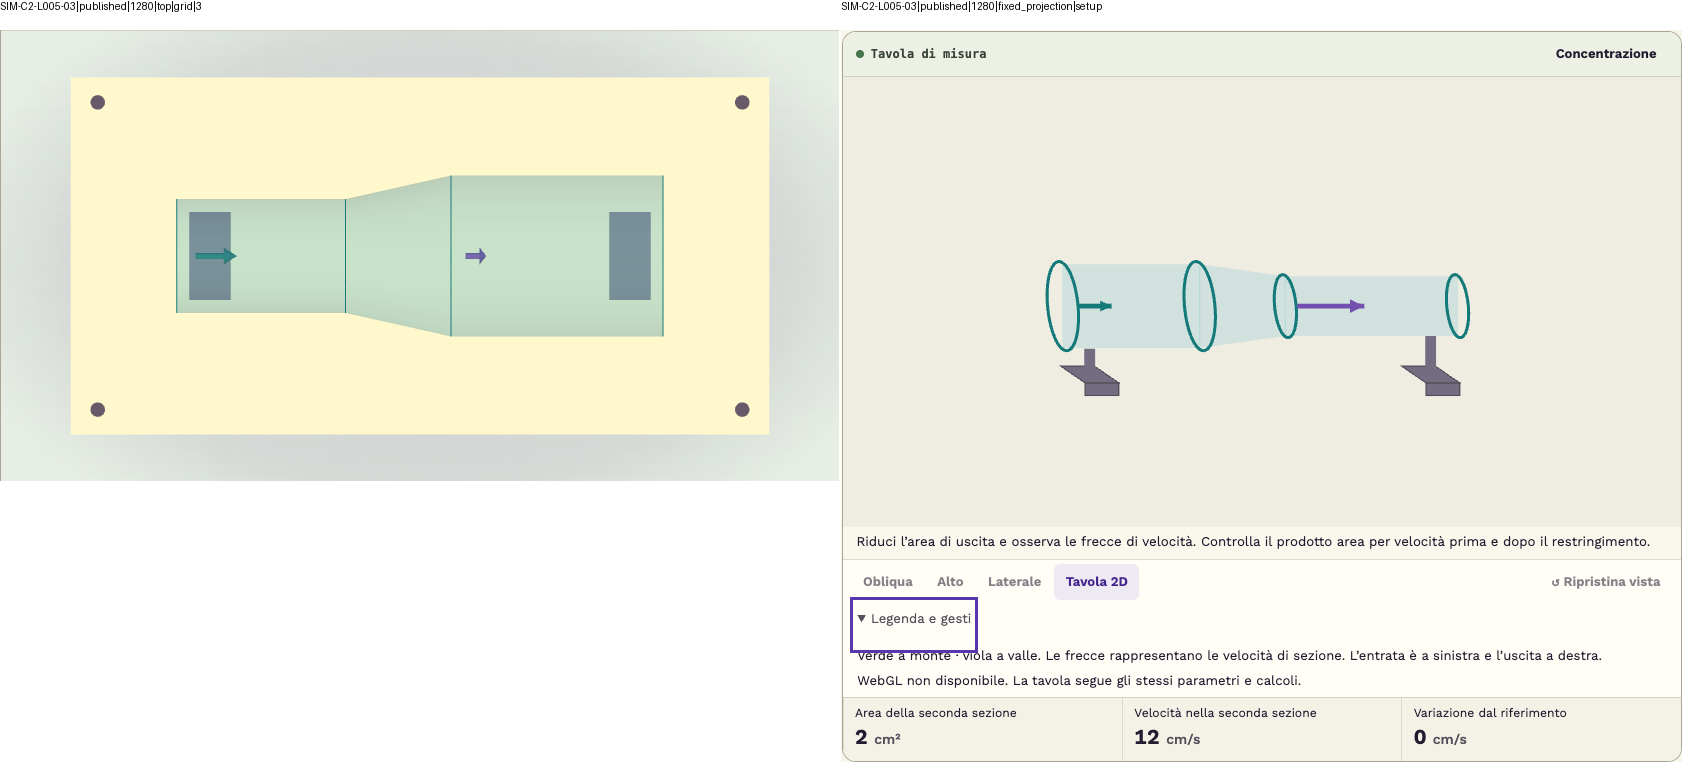 SIM-C2-L005-03|published|1280|top|grid|3
SIM-C2-L005-03|published|1280|fixed_projection|setup
Tavola di misura
Concentrazione
Riduci l’area di uscita e osserva le frecce di velocità. Controlla il prodotto area per velocità prima e dopo il restringimento.
Obliqua Alto Laterale Tavola 2D ↺ Ripristina vista
▼ Legenda e gesti
Verde a monte · viola a valle. Le frecce rappresentano le velocità di sezione. L’entrata è a sinistra e l’uscita a destra.
WebGL non disponibile. La tavola segue gli stessi parametri e calcoli.
Area della seconda sezione
2 cm²
Velocità nella seconda sezione
12 cm/s
Variazione dal riferimento
0 cm/s